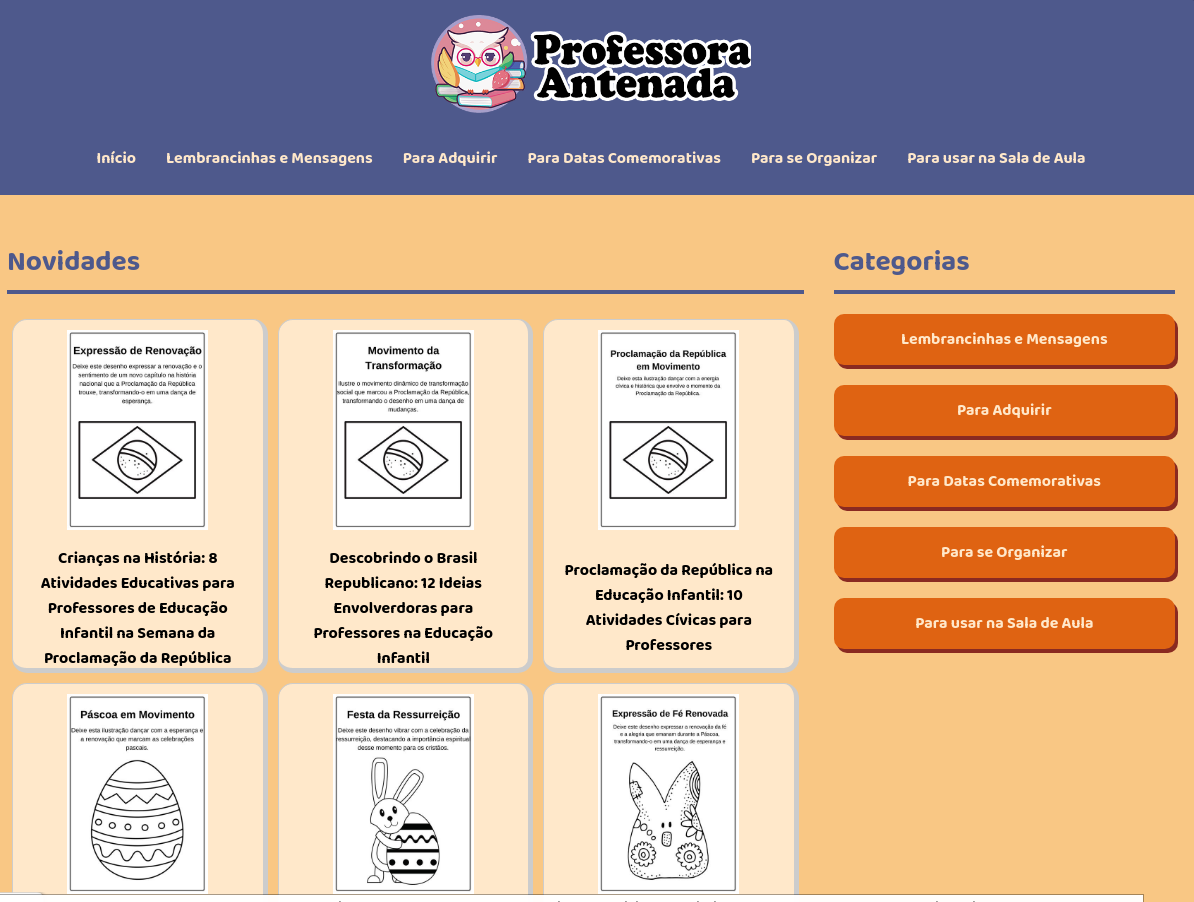 Professora
Antenada
Início
Lembrancinhas e Mensagens
Para Adquirir
Para Datas Comemorativas
Para se Organizar
Para usar na Sala de Aula
Novidades
Expressão de Renovação
Deixe este desenho expressar a renovação e o
sentimento de um novo capítulo na história
nacional que a Proclamação da República
trouxe, transformando-o em uma dança de
esperança.
Crianças na História: 8
Atividades Educativas para
Professores de Educação
Infantil na Semana da
Proclamação da República
Movimento da
Transformação
Ilustre o movimento dinâmico de transformação
social que marcou a Proclamação da República,
transformando o desenho em uma dança de
mudanças.
Descobrindo o Brasil
Republicano: 12 Ideias
Envolverdoras para
Professores na Educação
Infantil
Proclamação da República
em Movimento
Deixe esta ilustração dançar com a energia
cívica e histórica que envolve o momento da
Proclamação da República.
Proclamação da República na
Educação Infantil: 10
Atividades Cívicas para
Professores
Páscoa em Movimento
Deixe esta ilustração dançar com a esperança e
a renovação que marcam as celebrações
pascais.
Festa da Ressurreição
Deixe este desenho vibrar com a celebração da
ressurreição, destacando a importância espiritual
desse momento para os cristãos.
Expressão de Fé Renovada
Deixe este desenho expressar a renovação da fé
e a alegria que emanam durante a Páscoa,
transformando-o em uma dança de esperança e
ressurreição.
Categorias
Lembrancinhas e Mensagens
Para Adquirir
Para Datas Comemorativas
Para se Organizar
Para usar na Sala de Aula